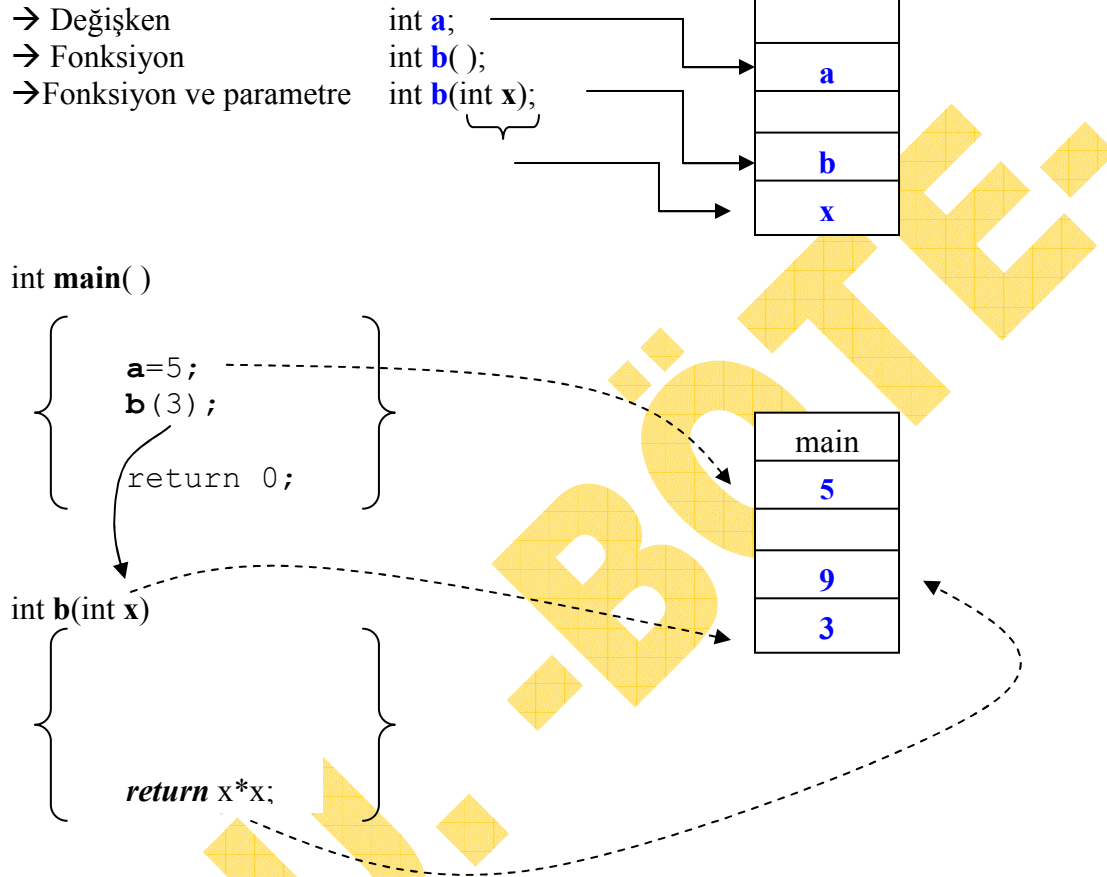 → Değişken int a;
→ Fonksiyon int b( );
→Fonksiyon ve parametre int b(int x);
a
b
x
int main( )
{ }
a=5;
b(3);
return 0;
main
5
9
3
int b(int x)
{ }
return x*x;
-BÖTE-